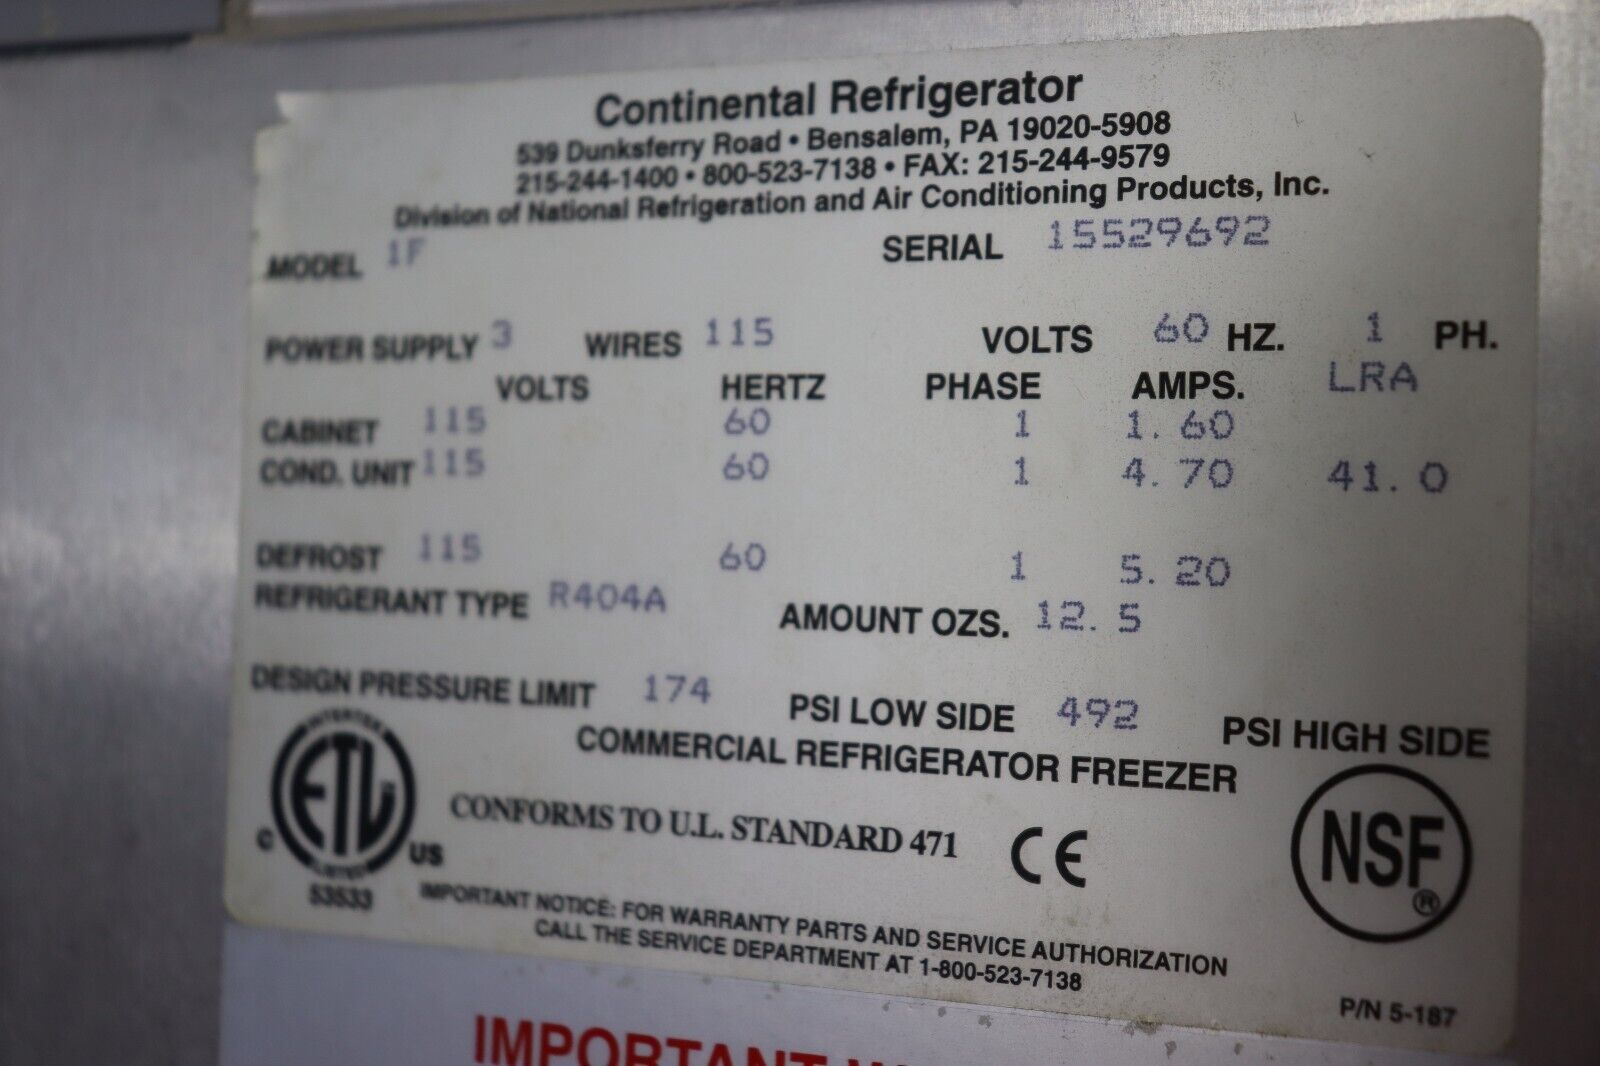 Continental Refrigerator
539 Dunksferry Road • Bensalem, PA 19020-5908
215-244-1400 • 800-523-7138 • FAX: 215-244-9579
Division of National Refrigeration and Air Conditioning Products, Inc.
MODEL 1F SERIAL 15529692
POWER SUPPLY 3 WIRES 115 VOLTS 60 HZ. 1 PH.
VOLTS HERTZ PHASE AMPS. LRA
CABINET 115 60 1 1.60
COND. UNIT 115 60 1 4.70 41.0
DEFROST 115 60 1 5.20
REFRIGERANT TYPE R404A AMOUNT OZS. 12.5
DESIGN PRESSURE LIMIT 174 PSI LOW SIDE 492 PSI HIGH SIDE
COMMERCIAL REFRIGERATOR FREEZER
INTERTEK
ETL
LISTED
C US
53533
CONFORMS TO U.L. STANDARD 471
CE
NSF®
IMPORTANT NOTICE: FOR WARRANTY PARTS AND SERVICE AUTHORIZATION
CALL THE SERVICE DEPARTMENT AT 1-800-523-7138
P/N 5-187
IMPORTANT